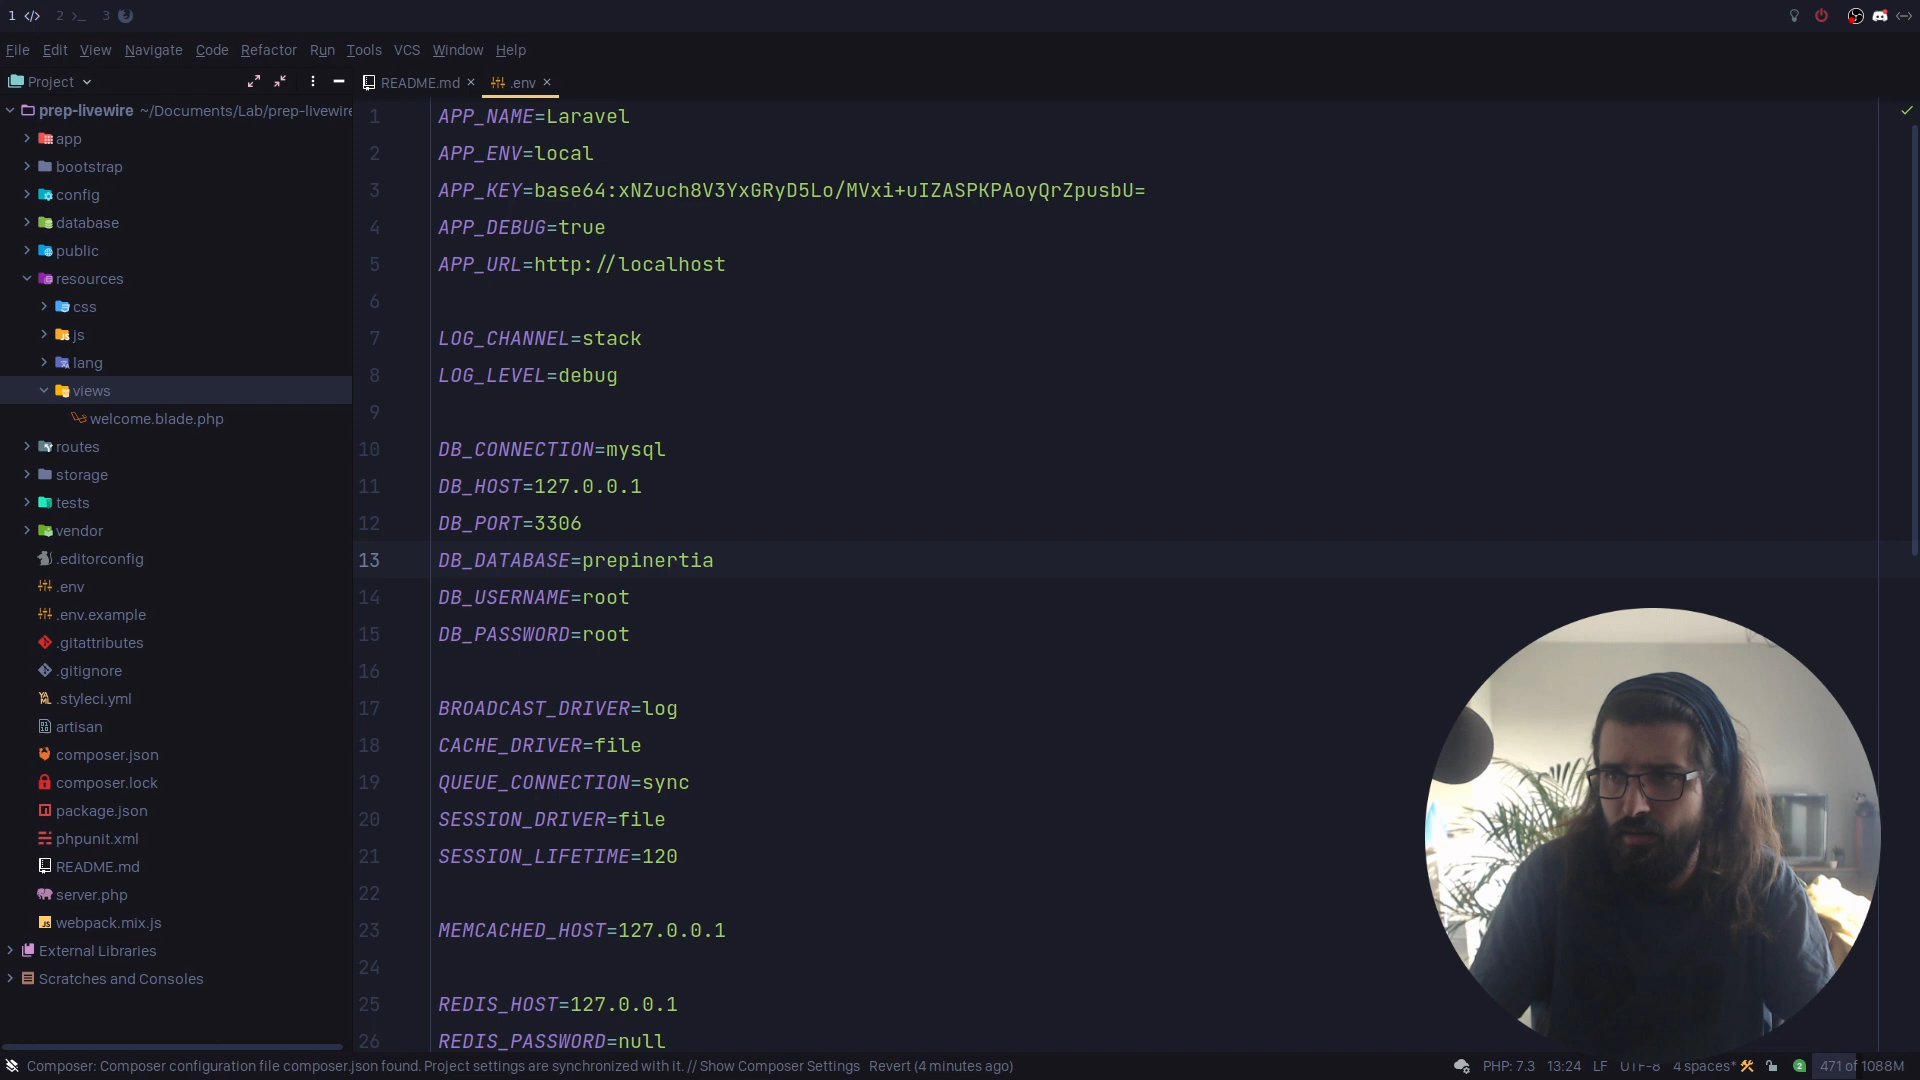 1 </> 2 >_ 3
File Edit View Navigate Code Refactor Run Tools VCS Window Help
Project
README.md × .env ×
prep-livewire ~/Documents/Lab/prep-livewire
app
bootstrap
config
database
public
resources
css
js
lang
views
welcome.blade.php
routes
storage
tests
vendor
.editorconfig
.env
.env.example
.gitattributes
.gitignore
.styleci.yml
artisan
composer.json
composer.lock
package.json
phpunit.xml
README.md
server.php
webpack.mix.js
External Libraries
Scratches and Consoles
1 APP_NAME=Laravel
2 APP_ENV=local
3 APP_KEY=base64:xNZuch8V3YxGRyD5Lo/MVxi+uIZASPKPAoyQrZpusbU=
4 APP_DEBUG=true
5 APP_URL=http://localhost
6
7 LOG_CHANNEL=stack
8 LOG_LEVEL=debug
9
10 DB_CONNECTION=mysql
11 DB_HOST=127.0.0.1
12 DB_PORT=3306
13 DB_DATABASE=prepinertia
14 DB_USERNAME=root
15 DB_PASSWORD=root
16
17 BROADCAST_DRIVER=log
18 CACHE_DRIVER=file
19 QUEUE_CONNECTION=sync
20 SESSION_DRIVER=file
21 SESSION_LIFETIME=120
22
23 MEMCACHED_HOST=127.0.0.1
24
25 REDIS_HOST=127.0.0.1
26 REDIS_PASSWORD=null
Composer: Composer configuration file composer.json found. Project settings are synchronized with it. // Show Composer Settings Revert (4 minutes ago)
PHP: 7.3 13:24 LF UTF-8 4 spaces* 2 471 of 1088M